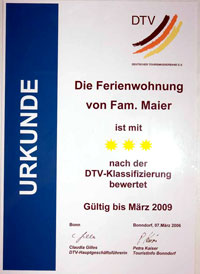 DTV
DEUTSCHER TOURISMUSVERBAND E.V.
URKUNDE
Die Ferienwohnung
von Fam. Maier
ist mit
nach der
DTV-Klassifizierung
bewertet
Gültig bis März 2009
Bonn
Bonndorf, 07.März 2006
Claudia Gilles
DTV-Hauptgeschäftsführerin
Petra Kaiser
Touristinfo Bonndorf